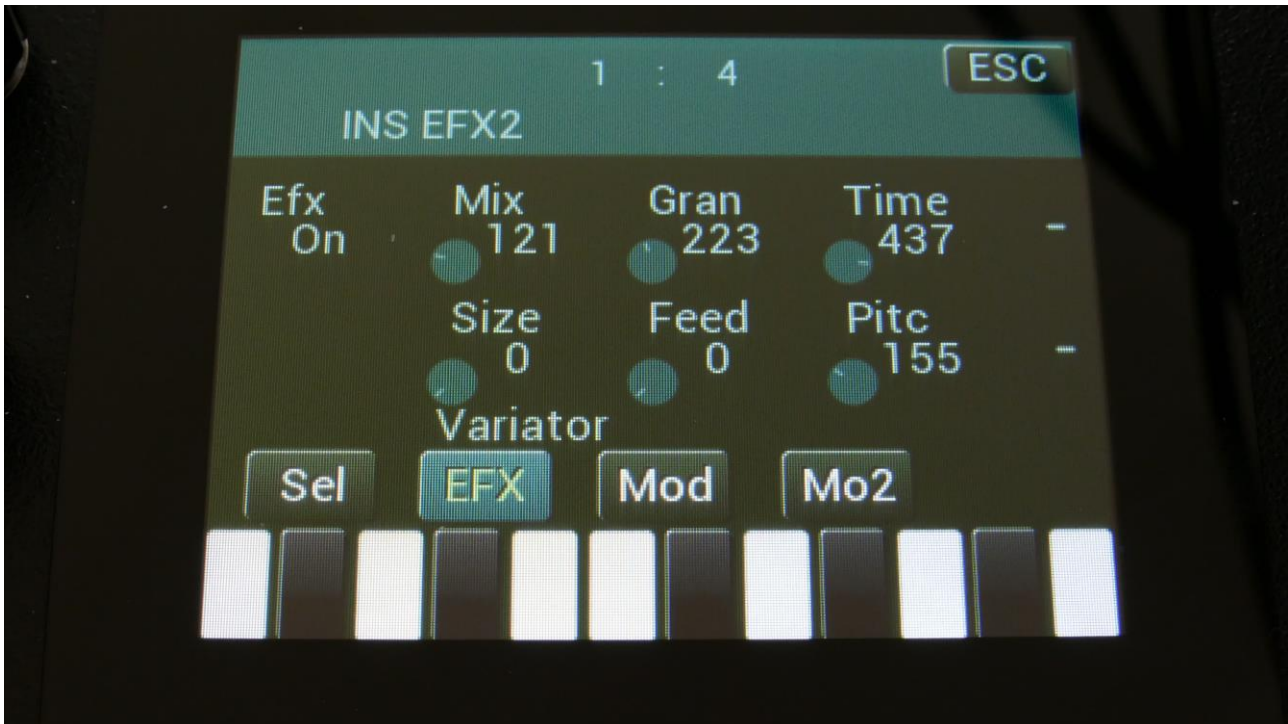 1 : 4 ESC
INS EFX2
Efx Mix Gran Time
On 121 223 437 -
Size Feed Pitc
0 0 155 -
Variator
Sel EFX Mod Mo2